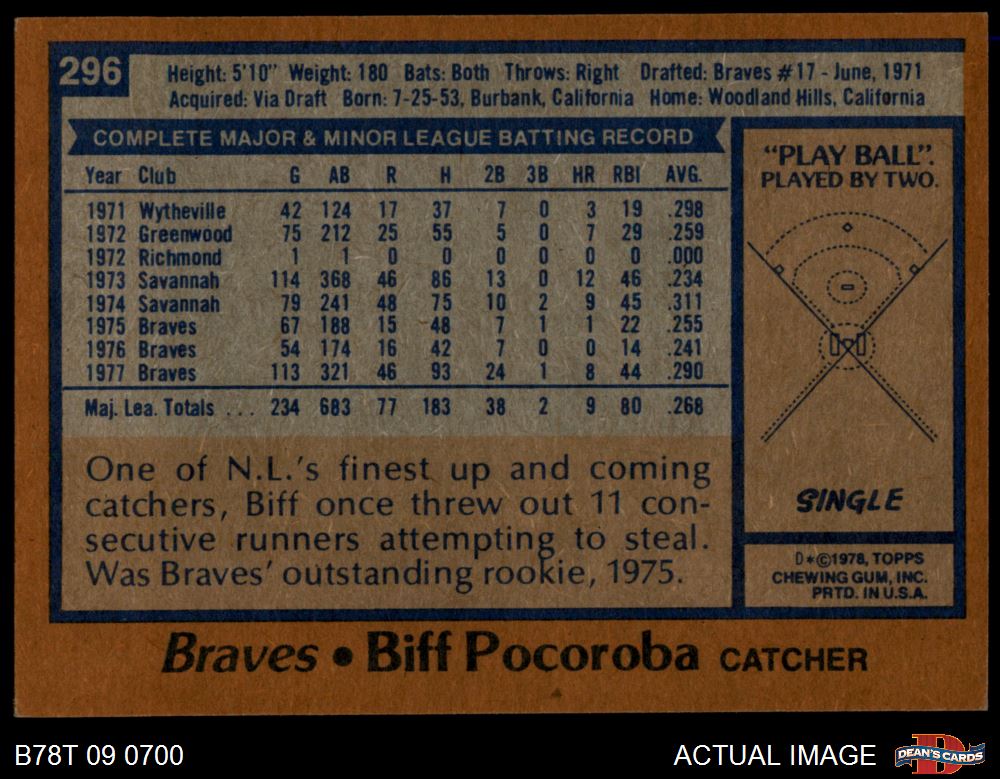 296
Height: 5'10" Weight: 180 Bats: Both Throws: Right Drafted: Braves #17 - June, 1971
Acquired: Via Draft Born: 7-25-53, Burbank, California Home: Woodland Hills, California
COMPLETE MAJOR & MINOR LEAGUE BATTING RECORD
Year Club G AB R H 2B 3B HR RBI AVG.
1971 Wytheville 42 124 17 37 7 0 3 19 .298
1972 Greenwood 75 212 25 55 5 0 7 29 .259
1972 Richmond 1 1 0 0 0 0 0 0 .000
1973 Savannah 114 368 46 86 13 0 12 46 .234
1974 Savannah 79 241 48 75 10 2 9 45 .311
1975 Braves 67 188 15 48 7 1 1 22 .255
1976 Braves 54 174 16 42 7 0 0 14 .241
1977 Braves 113 321 46 93 24 1 8 44 .290
Maj. Lea. Totals ... 234 683 77 183 38 2 9 80 .268
One of N.L.'s finest up and coming
catchers, Biff once threw out 11 con-
secutive runners attempting to steal.
Was Braves' outstanding rookie, 1975.
"PLAY BALL".
PLAYED BY TWO.
SINGLE
D*©1978, TOPPS
CHEWING GUM, INC.
PRTD. IN U.S.A.
Braves • Biff Pocoroba CATCHER
B78T 09 0700
ACTUAL IMAGE
D
DEAN'S CARDS